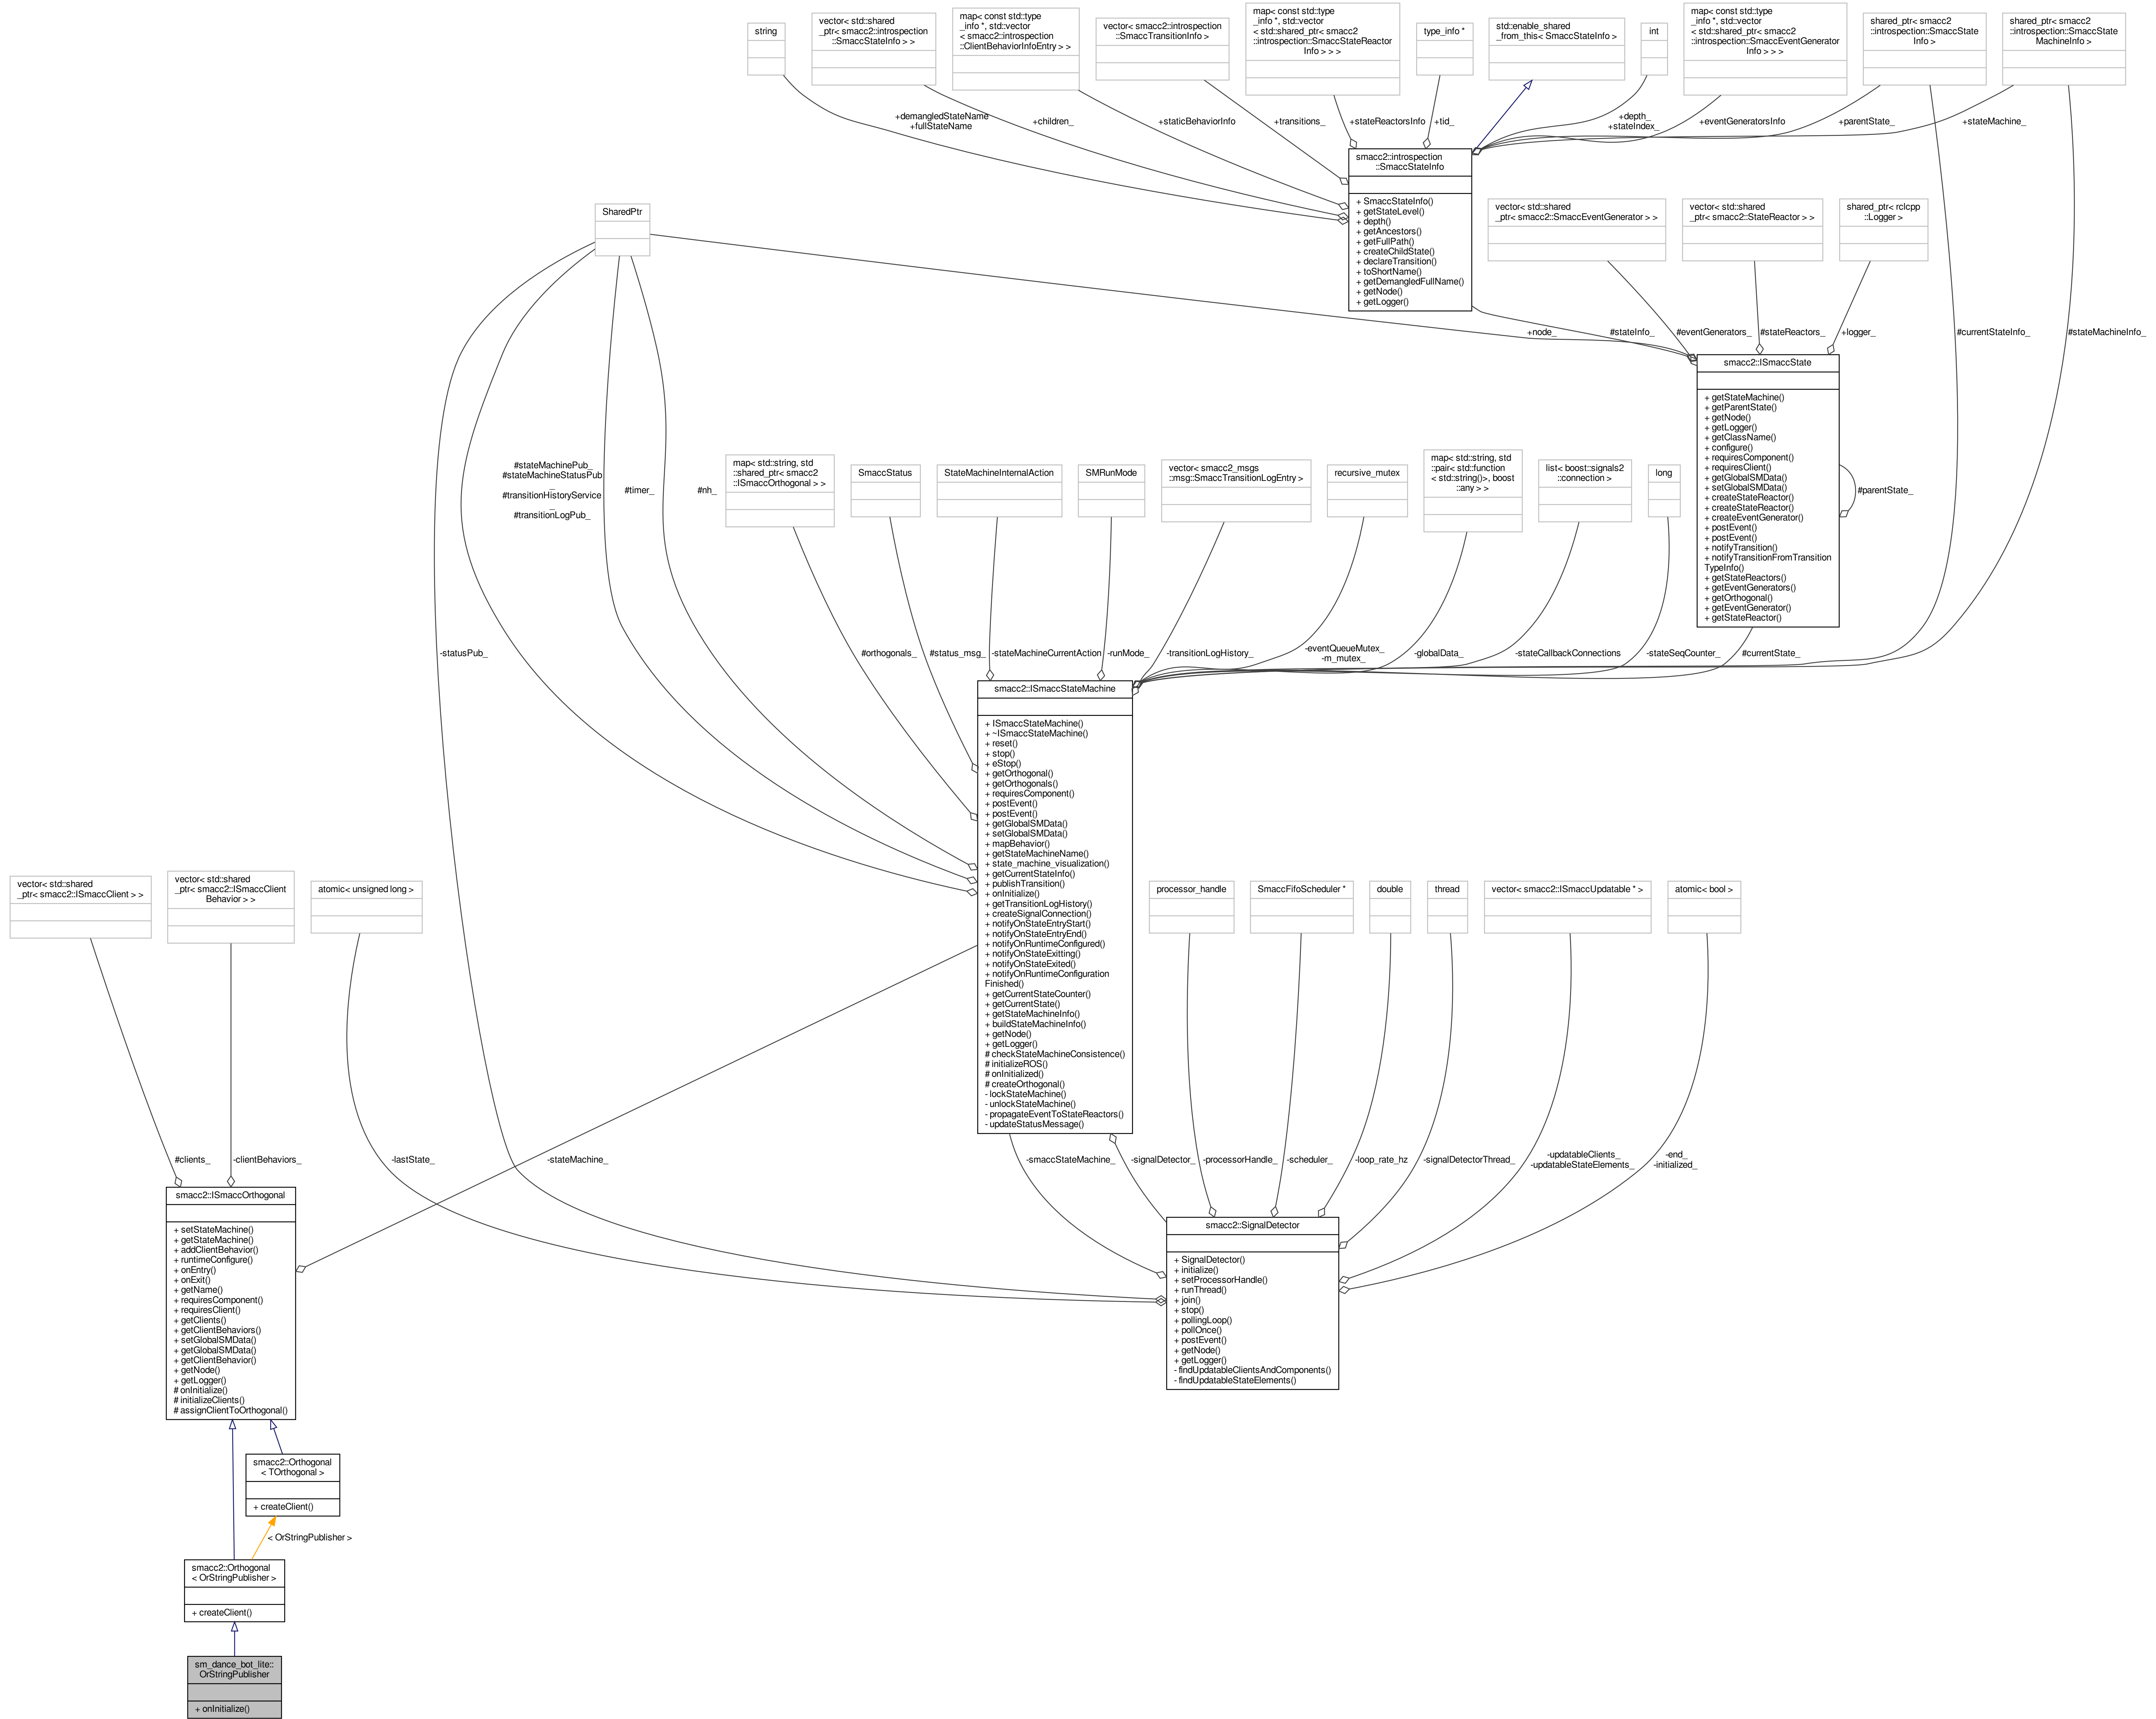 string
vector< std::shared
_ptr< smacc2::introspection
::SmaccStateInfo > >
map< const std::type
_info *, std::vector
< smacc2::introspection
::ClientBehaviorInfoEntry > >
vector< smacc2::introspection
::SmaccTransitionInfo >
map< const std::type
_info *, std::vector
< std::shared_ptr< smacc2
::introspection::SmaccStateReactor
Info > > >
type_info *
std::enable_shared
_from_this< SmaccStateInfo >
int
map< const std::type
_info *, std::vector
< std::shared_ptr< smacc2
::introspection::SmaccEventGenerator
Info > > >
shared_ptr< smacc2
::introspection::SmaccState
Info >
shared_ptr< smacc2
::introspection::SmaccState
MachineInfo >
+demangledStateName
+fullStateName
+children_
+staticBehaviorInfo
+transitions_
+stateReactorsInfo
+tid_
+depth_
+stateIndex_
+eventGeneratorsInfo
+parentState_
+stateMachine_
smacc2::introspection
::SmaccStateInfo
+ SmaccStateInfo()
+ getStateLevel()
+ depth()
+ getAncestors()
+ getFullPath()
+ createChildState()
+ declareTransition()
+ toShortName()
+ getDemangledFullName()
+ getNode()
+ getLogger()
SharedPtr
vector< std::shared
_ptr< smacc2::SmaccEventGenerator > >
vector< std::shared
_ptr< smacc2::StateReactor > >
shared_ptr< rclcpp
::Logger >
+node_
#stateInfo_
#eventGenerators_
#stateReactors_
+logger_
#currentStateInfo_
#stateMachineInfo_
smacc2::ISmaccState
+ getStateMachine()
+ getParentState()
+ getNode()
+ getLogger()
+ getClassName()
+ configure()
+ requiresComponent()
+ requiresClient()
+ getGlobalSMData()
+ setGlobalSMData()
+ createStateReactor()
+ createStateReactor()
+ createEventGenerator()
+ postEvent()
+ postEvent()
+ notifyTransition()
+ notifyTransitionFromTransition
TypeInfo()
+ getStateReactors()
+ getEventGenerators()
+ getOrthogonal()
+ getEventGenerator()
+ getStateReactor()
#parentState_
#stateMachinePub_
#stateMachineStatusPub
_
#transitionHistoryService
_
#transitionLogPub_
#timer_
#nh_
map< std::string, std
::shared_ptr< smacc2
::ISmaccOrthogonal > >
SmaccStatus
StateMachineInternalAction
SMRunMode
vector< smacc2_msgs
::msg::SmaccTransitionLogEntry >
recursive_mutex
map< std::string, std
::pair< std::function
< std::string()>, boost
::any > >
list< boost::signals2
::connection >
long
-statusPub_
#orthogonals_
#status_msg_
-stateMachineCurrentAction
-runMode_
-transitionLogHistory_
-eventQueueMutex_
-m_mutex_
-globalData_
-stateCallbackConnections
-stateSeqCounter_
#currentState_
smacc2::ISmaccStateMachine
+ ISmaccStateMachine()
+ ~ISmaccStateMachine()
+ reset()
+ stop()
+ eStop()
+ getOrthogonal()
+ getOrthogonals()
+ requiresComponent()
+ postEvent()
+ postEvent()
+ getGlobalSMData()
+ setGlobalSMData()
+ mapBehavior()
+ getStateMachineName()
+ state_machine_visualization()
+ getCurrentStateInfo()
+ publishTransition()
+ onInitialize()
+ getTransitionLogHistory()
+ createSignalConnection()
+ notifyOnStateEntryStart()
+ notifyOnStateEntryEnd()
+ notifyOnRuntimeConfigured()
+ notifyOnStateExitting()
+ notifyOnStateExited()
+ notifyOnRuntimeConfiguration
Finished()
+ getCurrentStateCounter()
+ getCurrentState()
+ getStateMachineInfo()
+ buildStateMachineInfo()
+ getNode()
+ getLogger()
# checkStateMachineConsistence()
# initializeROS()
# onInitialized()
# createOrthogonal()
- lockStateMachine()
- unlockStateMachine()
- propagateEventToStateReactors()
- updateStatusMessage()
vector< std::shared
_ptr< smacc2::ISmaccClient > >
vector< std::shared
_ptr< smacc2::ISmaccClient
Behavior > >
atomic< unsigned long >
processor_handle
SmaccFifoScheduler *
double
thread
vector< smacc2::ISmaccUpdatable * >
atomic< bool >
#clients_
-clientBehaviors_
-lastState_
-stateMachine_
-smaccStateMachine_
-signalDetector_
-processorHandle_
-scheduler_
-loop_rate_hz
-signalDetectorThread_
-updatableClients_
-updatableStateElements_
-end_
-initialized_
smacc2::ISmaccOrthogonal
+ setStateMachine()
+ getStateMachine()
+ addClientBehavior()
+ runtimeConfigure()
+ onEntry()
+ onExit()
+ getName()
+ requiresComponent()
+ requiresClient()
+ getClients()
+ getClientBehaviors()
+ setGlobalSMData()
+ getGlobalSMData()
+ getClientBehavior()
+ getNode()
+ getLogger()
# onInitialize()
# initializeClients()
# assignClientToOrthogonal()
smacc2::SignalDetector
+ SignalDetector()
+ initialize()
+ setProcessorHandle()
+ runThread()
+ join()
+ stop()
+ pollingLoop()
+ pollOnce()
+ postEvent()
+ getNode()
+ getLogger()
- findUpdatableClientsAndComponents()
- findUpdatableStateElements()
smacc2::Orthogonal
< TOrthogonal >
+ createClient()
< OrStringPublisher >
smacc2::Orthogonal
< OrStringPublisher >
+ createClient()
sm_dance_bot_lite::
OrStringPublisher
+ onInitialize()